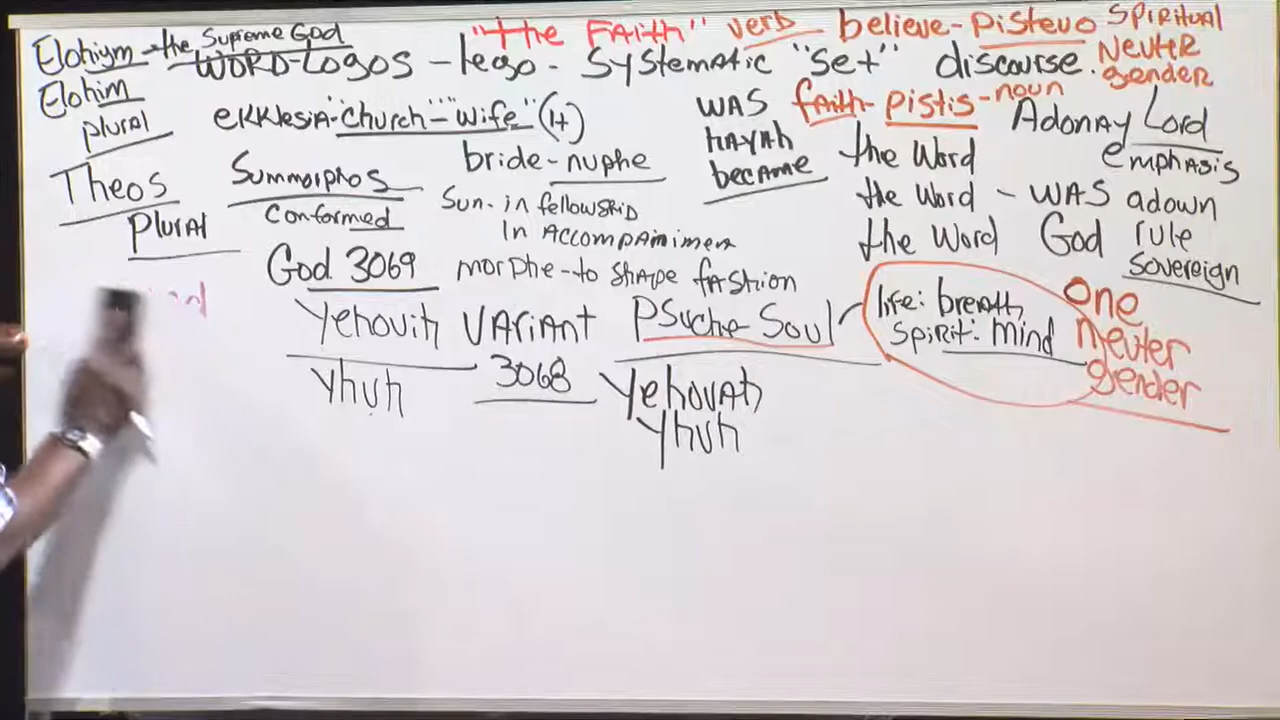 Elohiym - the Supreme God
"the Faith" verb believe - Pisteuo Spiritual
WORD - Logos - lego - Systematic "Set" discourse.
Neuter
gender
Elohim
plural
ekklesia - "church" - "wife" (H)
WAS faith - pistis - noun
hayah
became
Adonay Lord
emphasis
Theos
Plural
Summorphos
conformed
bride - nuphe
Sun. in fellowship
in Accompanimen
the Word
the Word - WAS adown
the Word God rule
sovereign
God 3069 morphe - to shape fashion
Yehovih VAriant Psuche Soul
life: breath
spirit: mind
one
neuter
gender
yhvh 3068 Yehovah
yhvh